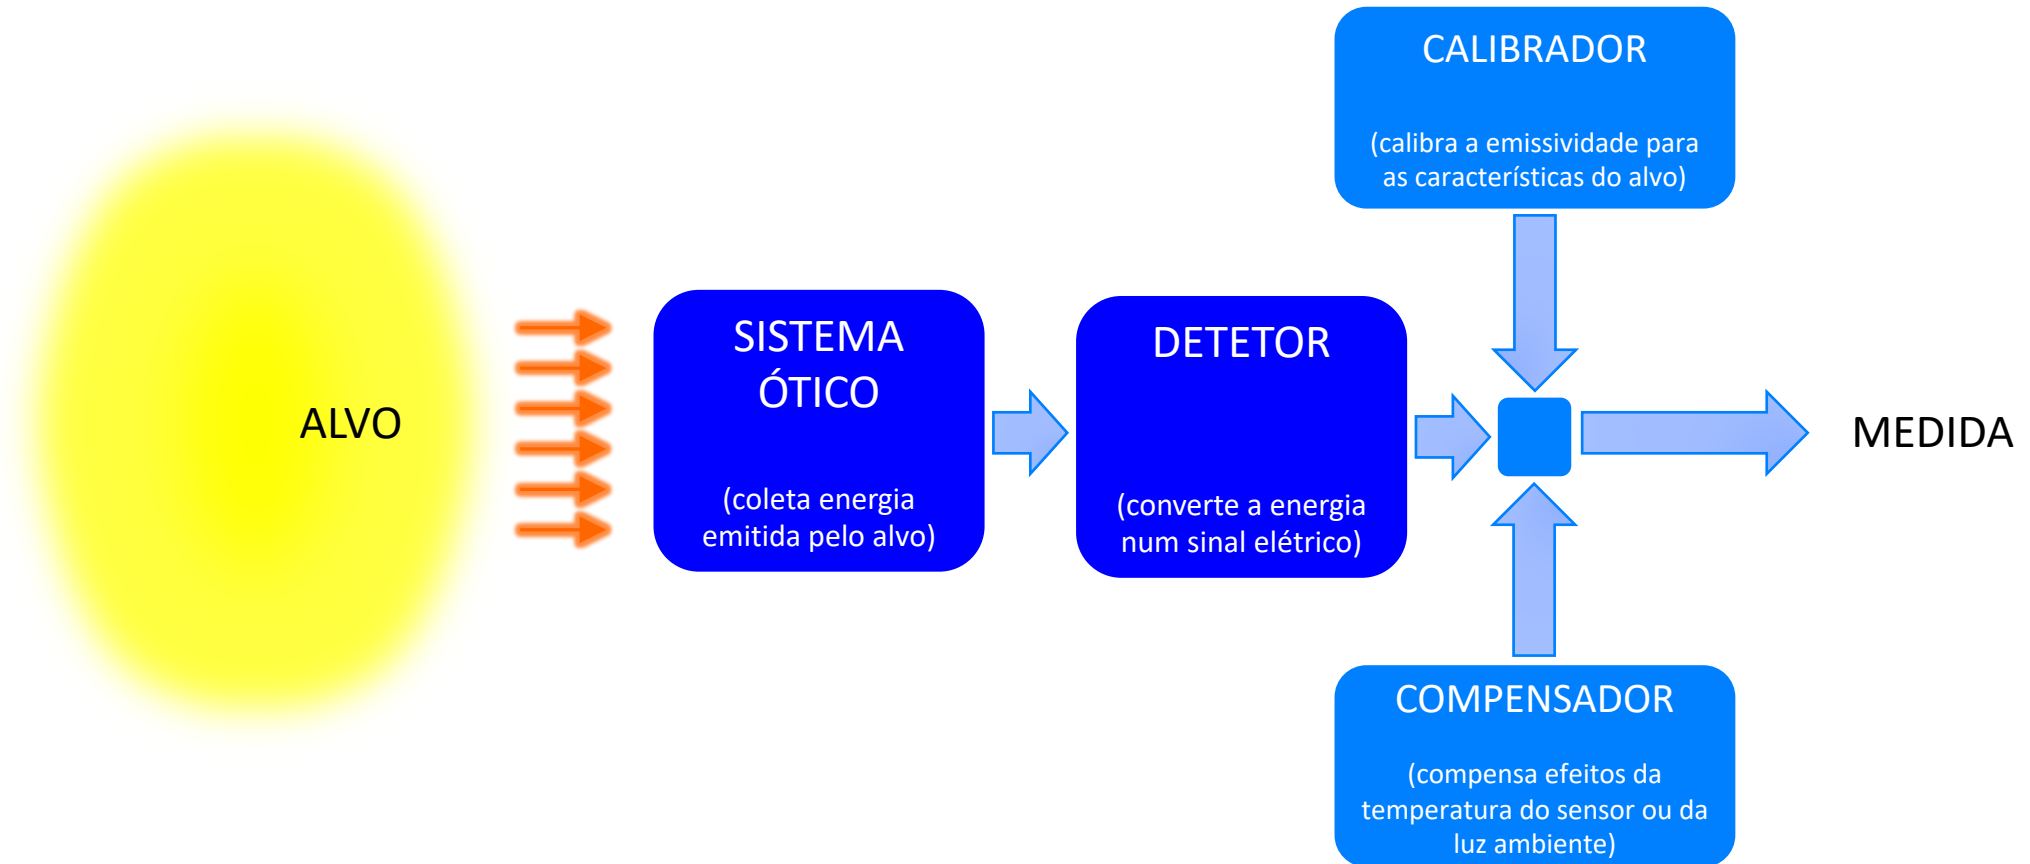 ALVO
SISTEMA
ÓTICO
(coleta energia
emitida pelo alvo)
DETETOR
(converte a energia
num sinal elétrico)
CALIBRADOR
(calibra a emissividade para
as características do alvo)
COMPENSADOR
(compensa efeitos da
temperatura do sensor ou da
luz ambiente)
MEDIDA